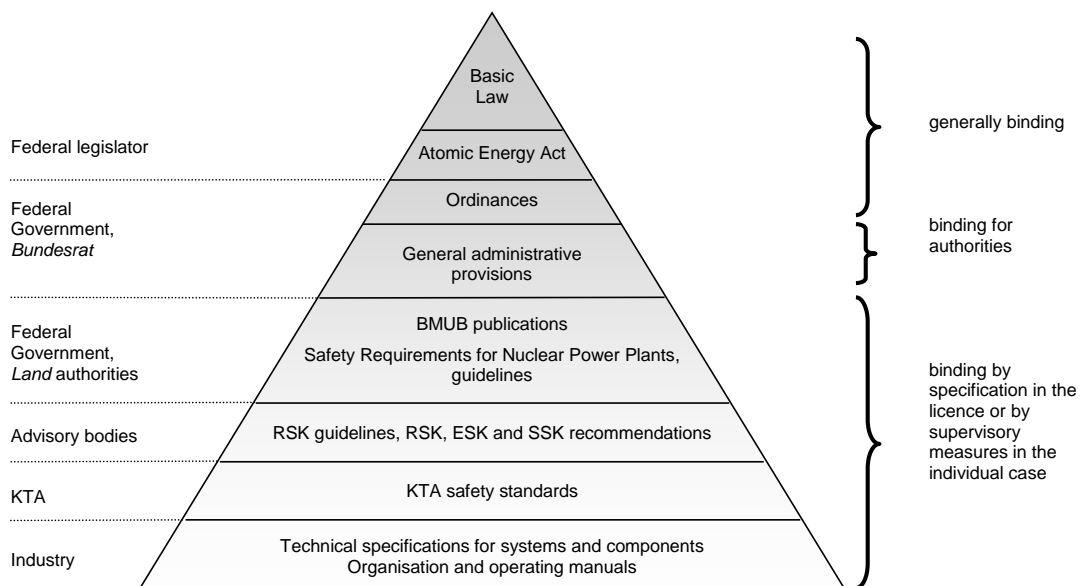 Basic
Law
generally binding
Federal legislator
Atomic Energy Act
Federal
Government,
Bundesrat
Ordinances
binding for
authorities
General administrative
provisions
Federal
Government,
Land authorities
BMUB publications
Safety Requirements for Nuclear Power Plants,
guidelines
binding by
specification in the
licence or by
supervisory
measures in the
individual case
Advisory bodies
RSK guidelines, RSK, ESK and SSK recommendations
KTA
KTA safety standards
Industry
Technical specifications for systems and components
Organisation and operating manuals